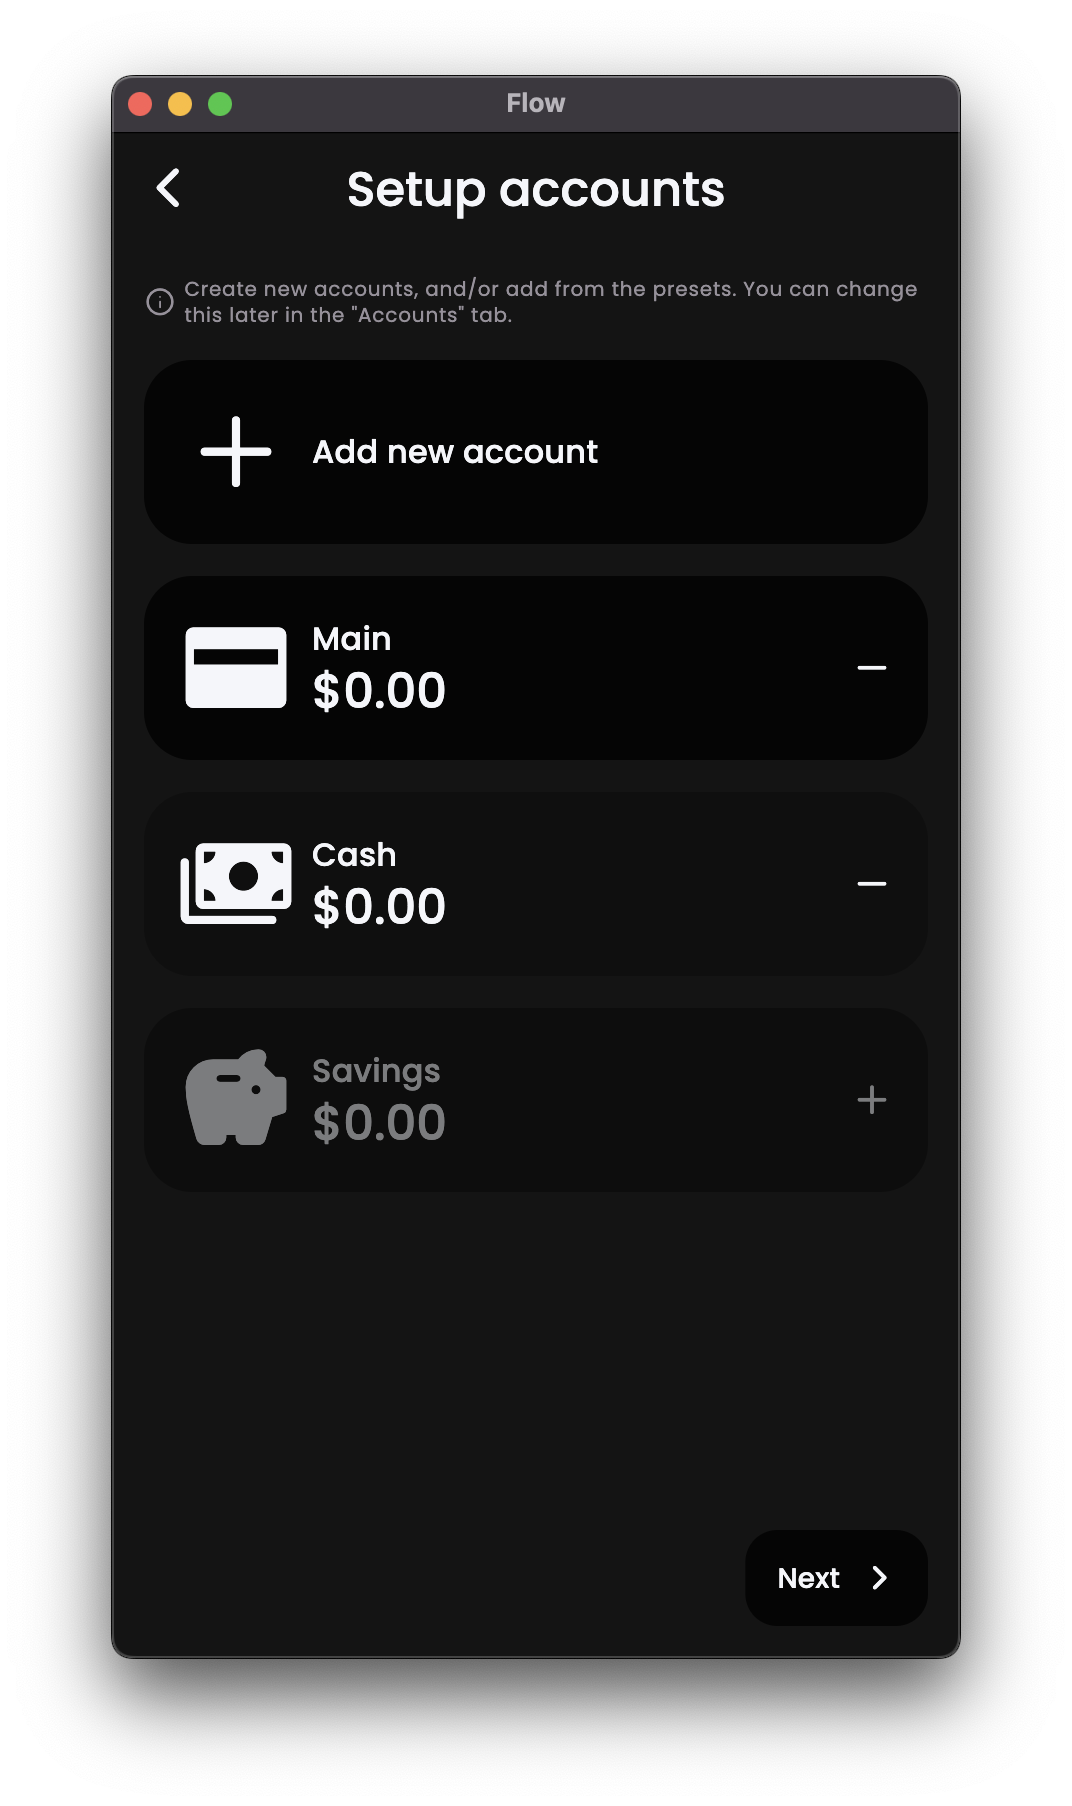 Flow
Setup accounts
Create new accounts, and/or add from the presets. You can change
this later in the "Accounts" tab.
Add new account
Main
$0.00
Cash
$0.00
Savings
$0.00
Next